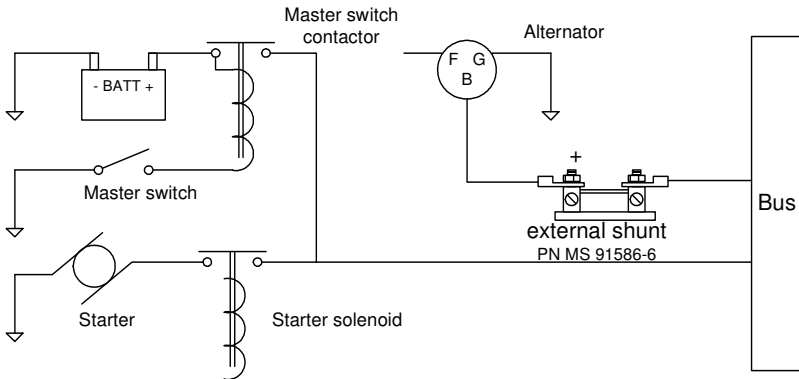 Master switch
contactor
Alternator
F G
B
- BATT +
+
Master switch
Bus
external shunt
PN MS 91586-6
Starter
Starter solenoid